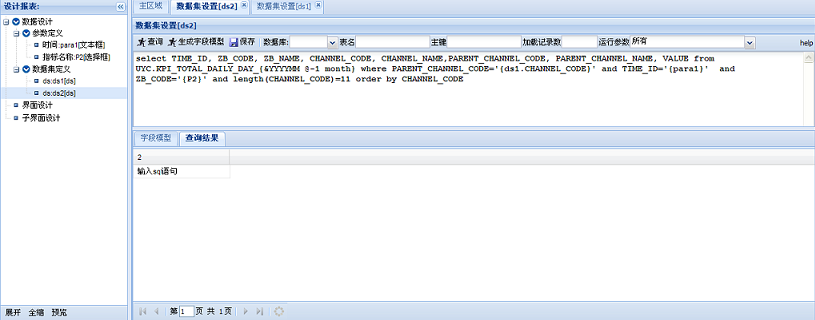 设计报表:
数据设计
参数定义
时间:para1[文本框]
指标名称:P2[选择框]
数据集定义
ds:ds1[ds]
ds:ds2[ds]
界面设计
子界面设计
展开 全缩 预览
主区域 数据集设置[ds2] 数据集设置[ds1]
数据集设置[ds2]
查询 生成字段模型 保存 数据库: 表名 主键 加载记录数 运行参数 所有 help
select TIME_ID, ZB_CODE, ZB_NAME, CHANNEL_CODE, CHANNEL_NAME,PARENT_CHANNEL_CODE, PARENT_CHANNEL_NAME, VALUE from
UYC.KPI_TOTAL_DAILY_DAY_{&YYYYMM @-1 month} where PARENT_CHANNEL_CODE='{ds1.CHANNEL_CODE}' and TIME_ID='{para1}' and
ZB_CODE='{P2}' and length(CHANNEL_CODE)=11 order by CHANNEL_CODE
字段模型 查询结果
2
输入sql语句
第 1 页 共 1 页